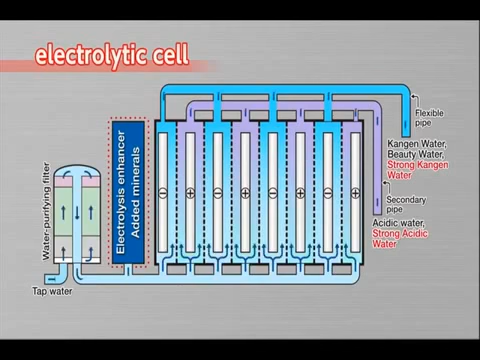 electrolytic cell
Flexible
pipe
Kangen Water,
Beauty Water,
Strong Kangen
Water
Secondary
pipe
Acidic water,
Strong Acidic
Water
Electrolysis enhancer
Added minerals
Water-purifying filter
Tap water
⊖ ⊕ ⊖ ⊕ ⊖ ⊕ ⊖ ⊕